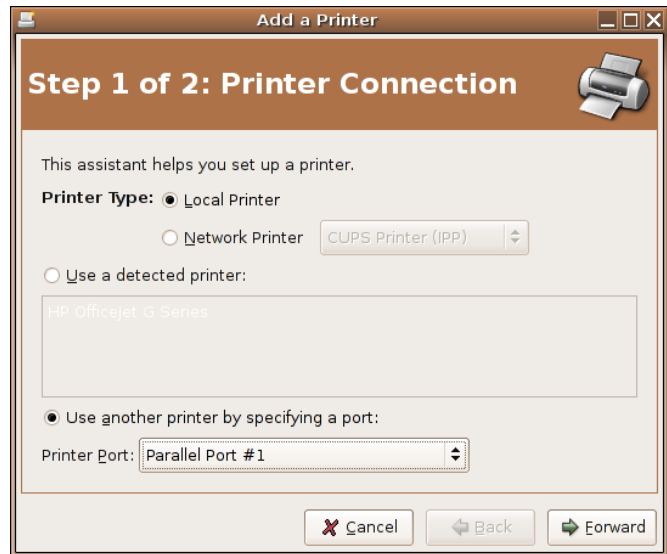 Add a Printer
Step 1 of 2: Printer Connection
This assistant helps you set up a printer.
Printer Type: Local Printer
Network Printer CUPS Printer (IPP)
Use a detected printer:
HP OfficeJet G Series
Use another printer by specifying a port:
Printer Port: Parallel Port #1
Cancel Back Forward